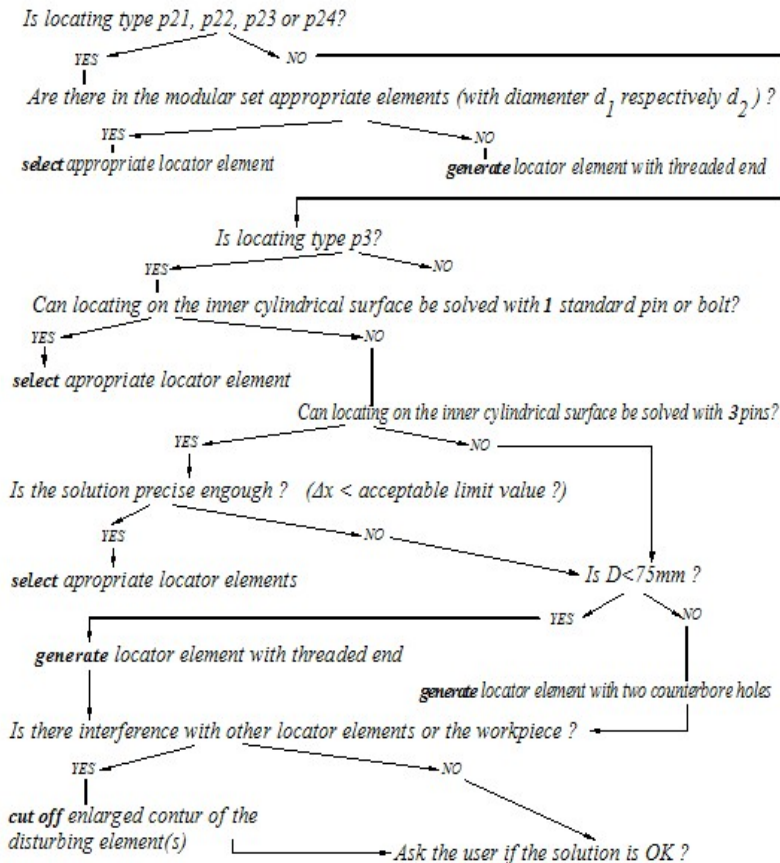 Is locating type p21, p22, p23 or p24?
YES NO
Are there in the modular set appropriate elements (with diamenter d1 respectively d2 ) ?
YES NO
select appropriate locator element generate locator element with threaded end
Is locating type p3?
YES NO
Can locating on the inner cylindrical surface be solved with 1 standard pin or bolt?
YES NO
select apropriate locator element
Can locating on the inner cylindrical surface be solved with 3 pins?
YES NO
Is the solution precise engough ? (Δx < acceptable limit value ?)
YES NO
select apropriate locator elements Is D<75mm ?
YES NO
generate locator element with threaded end
generate locator element with two counterbore holes
Is there interference with other locator elements or the workpiece ?
YES NO
cut off enlarged contur of the
disturbing element(s)
Ask the user if the solution is OK ?